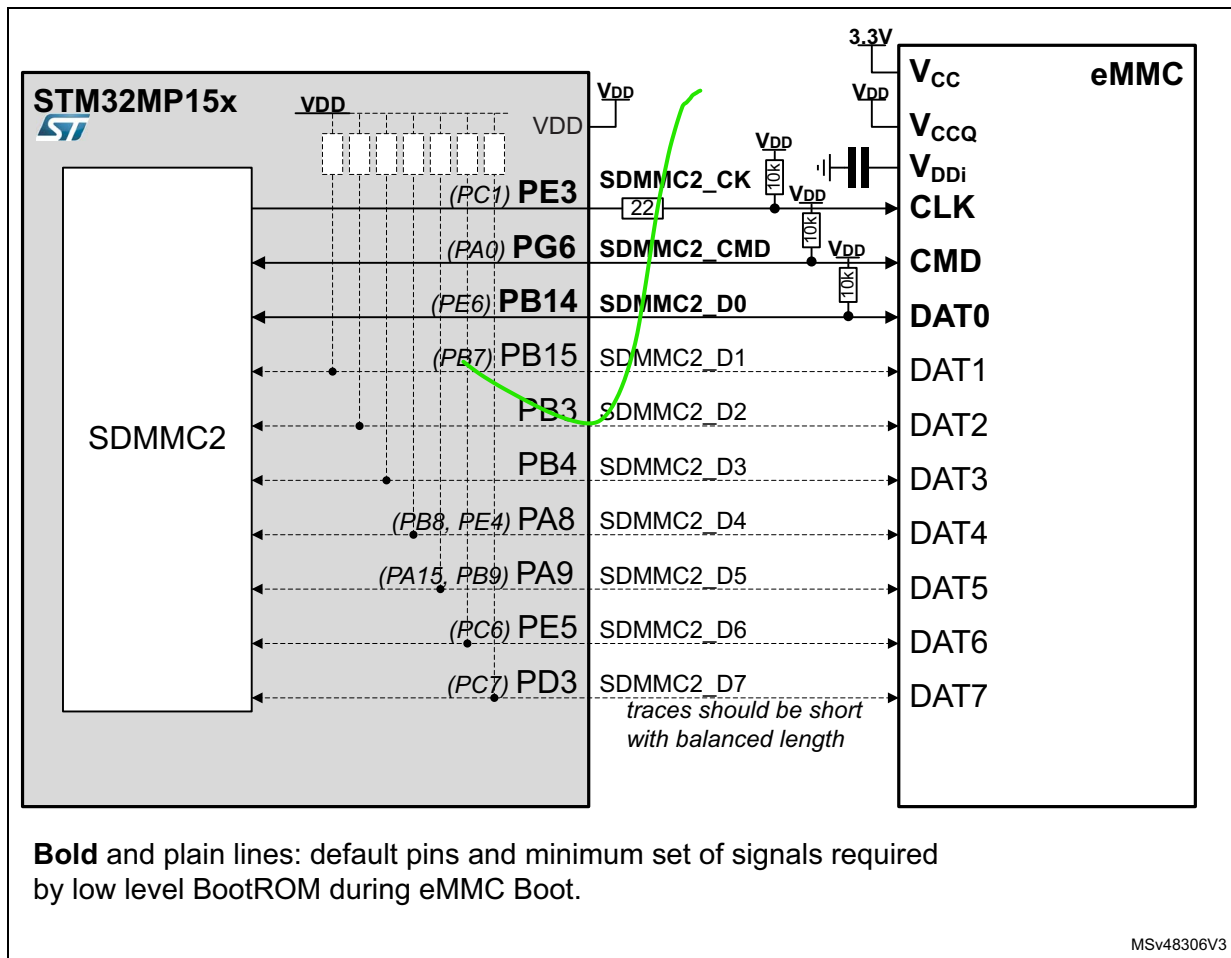 3.3V
STM32MP15x
ST
VDD
VDD
VDD
VCC
eMMC
VDD
VCCQ
VDD
VDDi
(PC1) PE3
SDMMC2_CK
22
10k
VDD
CLK
(PA0) PG6
SDMMC2_CMD
10k
VDD
CMD
(PE6) PB14
SDMMC2_D0
10k
DAT0
(PB7) PB15
SDMMC2_D1
DAT1
SDMMC2
PB3
SDMMC2_D2
DAT2
PB4
SDMMC2_D3
DAT3
(PB8, PE4) PA8
SDMMC2_D4
DAT4
(PA15, PB9) PA9
SDMMC2_D5
DAT5
(PC6) PE5
SDMMC2_D6
DAT6
(PC7) PD3
SDMMC2_D7
DAT7
traces should be short
with balanced length
Bold and plain lines: default pins and minimum set of signals required
by low level BootROM during eMMC Boot.
MSv48306V3